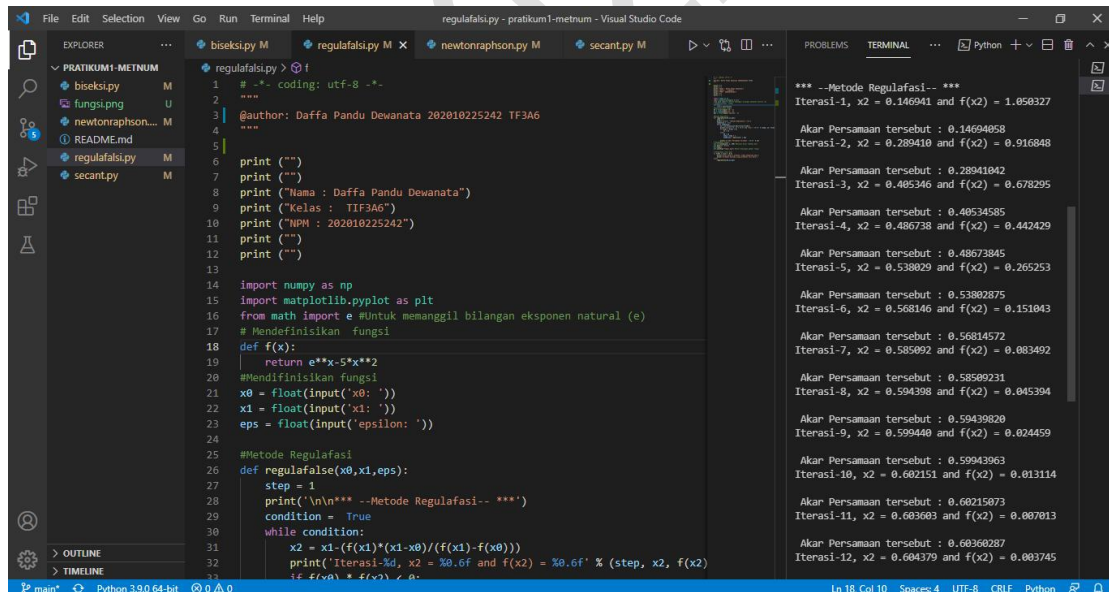 File Edit Selection View Go Run Terminal Help
regulafalsi.py - pratikum1-metnum - Visual Studio Code
EXPLORER
PRATIKUM1-METNUM
biseksi.py M
fungsi.png U
newtonraphson.... M
README.md
regulafalsi.py M
secant.py M
OUTLINE
TIMELINE
biseksi.py M regulafalsi.py M newtonraphson.py M secant.py M
regulafalsi.py > f
1 # -*- coding: utf-8 -*-
2 """
3 @author: Daffa Pandu Dewanata 202010225242 TF3A6
4 """
5
6 print ("")
7 print ("")
8 print ("Nama : Daffa Pandu Dewanata")
9 print ("Kelas :  TIF3A6")
10 print ("NPM : 202010225242")
11 print ("")
12 print ("")
13
14 import numpy as np
15 import matplotlib.pyplot as plt
16 from math import e #Untuk memanggil bilangan eksponen natural (e)
17 # Mendefinisikan  fungsi
18 def f(x):
19     return e**x-5*x**2
20 #Mendifinisikan fungsi
21 x0 = float(input('x0: '))
22 x1 = float(input('x1: '))
23 eps = float(input('epsilon: '))
24
25 #Metode Regulafasi
26 def regulafalse(x0,x1,eps):
27     step = 1
28     print('\n\n*** --Metode Regulafasi-- ***')
29     condition =  True
30     while condition:
31         x2 = x1-(f(x1)*(x1-x0)/(f(x1)-f(x0)))
32         print('Iterasi-%d, x2 = %0.6f and f(x2) = %0.6f' % (step, x2, f(x2)
33         if f(x0) * f(x2) < 0:
PROBLEMS TERMINAL ... Python
*** --Metode Regulafasi-- ***
Iterasi-1, x2 = 0.146941 and f(x2) = 1.050327
Akar Persamaan tersebut : 0.14694058
Iterasi-2, x2 = 0.289410 and f(x2) = 0.916848
Akar Persamaan tersebut : 0.28941042
Iterasi-3, x2 = 0.405346 and f(x2) = 0.678295
Akar Persamaan tersebut : 0.40534585
Iterasi-4, x2 = 0.486738 and f(x2) = 0.442429
Akar Persamaan tersebut : 0.48673845
Iterasi-5, x2 = 0.538029 and f(x2) = 0.265253
Akar Persamaan tersebut : 0.53802875
Iterasi-6, x2 = 0.568146 and f(x2) = 0.151043
Akar Persamaan tersebut : 0.56814572
Iterasi-7, x2 = 0.585092 and f(x2) = 0.083492
Akar Persamaan tersebut : 0.58509231
Iterasi-8, x2 = 0.594398 and f(x2) = 0.045394
Akar Persamaan tersebut : 0.59439820
Iterasi-9, x2 = 0.599440 and f(x2) = 0.024459
Akar Persamaan tersebut : 0.59943963
Iterasi-10, x2 = 0.602151 and f(x2) = 0.013114
Akar Persamaan tersebut : 0.60215073
Iterasi-11, x2 = 0.603603 and f(x2) = 0.007013
Akar Persamaan tersebut : 0.60360287
Iterasi-12, x2 = 0.604379 and f(x2) = 0.003745
main* Python 3.9.0 64-bit 0 0 Ln 18, Col 10 Spaces: 4 UTF-8 CRLF Python